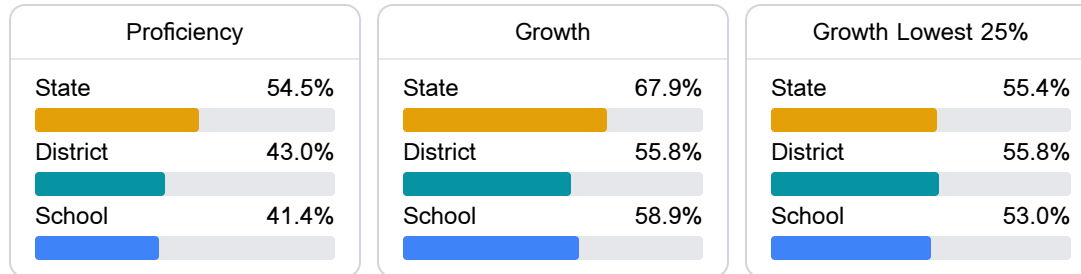 Proficiency
State 54.5%
District 43.0%
School 41.4%
Growth
State 67.9%
District 55.8%
School 58.9%
Growth Lowest 25%
State 55.4%
District 55.8%
School 53.0%